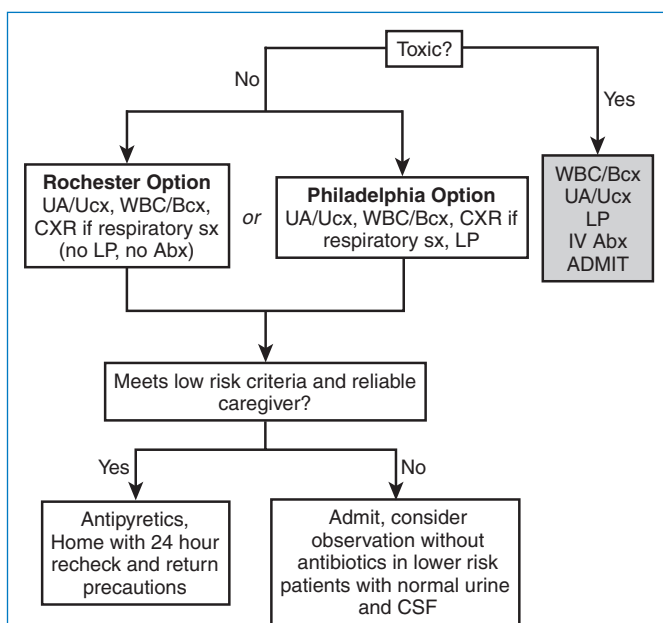 Toxic?
No
Yes
Rochester Option
UA/Ucx, WBC/Bcx,
CXR if respiratory sx
(no LP, no Abx)
or
Philadelphia Option
UA/Ucx, WBC/Bcx, CXR if
respiratory sx, LP
WBC/Bcx
UA/Ucx
LP
IV Abx
ADMIT
Meets low risk criteria and reliable
caregiver?
Yes
No
Antipyretics,
Home with 24 hour
recheck and return
precautions
Admit, consider
observation without
antibiotics in lower risk
patients with normal urine
and CSF